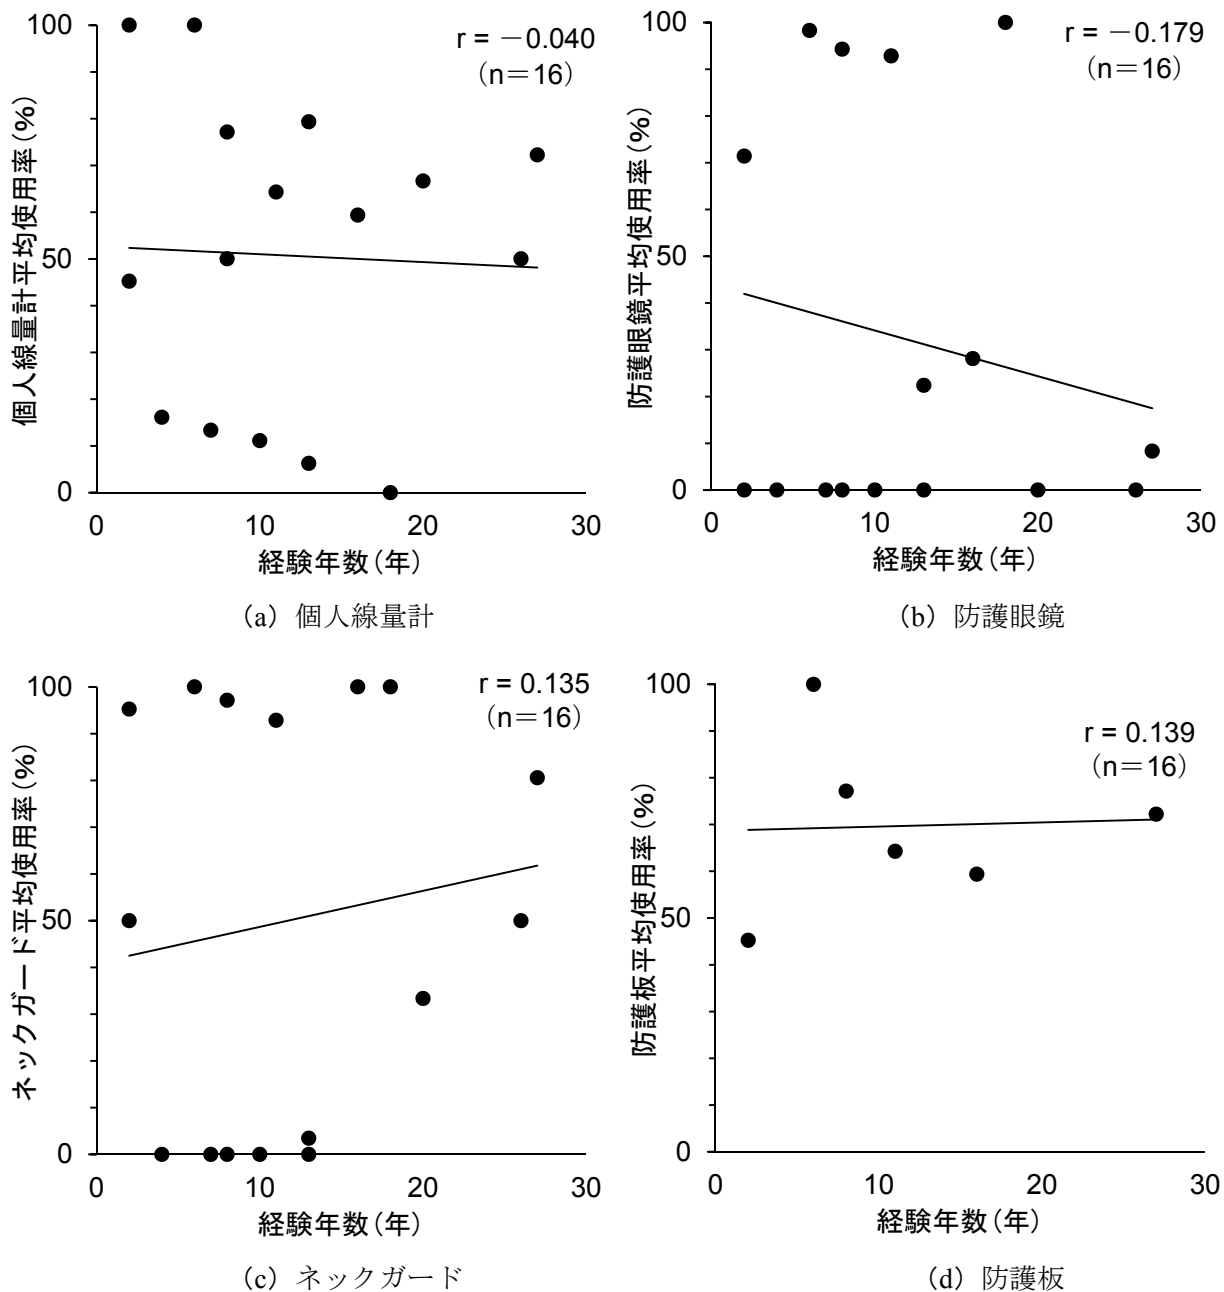 100
50
0
個人線量計平均使用率(%)
r = －0.040
(n＝16)
0 10 20 30
経験年数(年)
(a) 個人線量計
100
50
0
防護眼鏡平均使用率(%)
r = －0.179
(n＝16)
0 10 20 30
経験年数(年)
(b) 防護眼鏡
100
50
0
ネックガード平均使用率(%)
r = 0.135
(n＝16)
0 10 20 30
経験年数(年)
(c) ネックガード
100
50
0
防護板平均使用率(%)
r = 0.139
(n＝16)
0 10 20 30
経験年数(年)
(d) 防護板